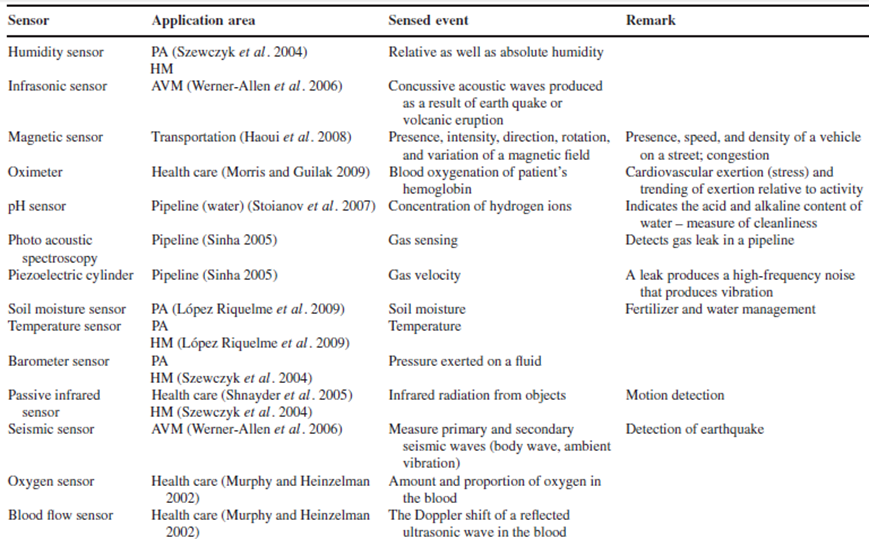 Sensor Application area Sensed event Remark
Humidity sensor PA (Szewczyk et al. 2004) Relative as well as absolute humidity
HM
Infrasonic sensor AVM (Werner-Allen et al. 2006) Concussive acoustic waves produced
as a result of earth quake or
volcanic eruption
Magnetic sensor Transportation (Haoui et al. 2008) Presence, intensity, direction, rotation, Presence, speed, and density of a vehicle
and variation of a magnetic field on a street; congestion
Oximeter Health care (Morris and Guilak 2009) Blood oxygenation of patient's Cardiovascular exertion (stress) and
hemoglobin trending of exertion relative to activity
pH sensor Pipeline (water) (Stoianov et al. 2007) Concentration of hydrogen ions Indicates the acid and alkaline content of
water – measure of cleanliness
Photo acoustic Pipeline (Sinha 2005) Gas sensing Detects gas leak in a pipeline
spectroscopy
Piezoelectric cylinder Pipeline (Sinha 2005) Gas velocity A leak produces a high-frequency noise
that produces vibration
Soil moisture sensor PA (López Riquelme et al. 2009) Soil moisture Fertilizer and water management
Temperature sensor PA Temperature
HM (López Riquelme et al. 2009)
Barometer sensor PA Pressure exerted on a fluid
HM (Szewczyk et al. 2004)
Passive infrared Health care (Shnayder et al. 2005) Infrared radiation from objects Motion detection
sensor HM (Szewczyk et al. 2004)
Seismic sensor AVM (Werner-Allen et al. 2006) Measure primary and secondary Detection of earthquake
seismic waves (body wave, ambient
vibration)
Oxygen sensor Health care (Murphy and Heinzelman Amount and proportion of oxygen in
2002) the blood
Blood flow sensor Health care (Murphy and Heinzelman The Doppler shift of a reflected
2002) ultrasonic wave in the blood